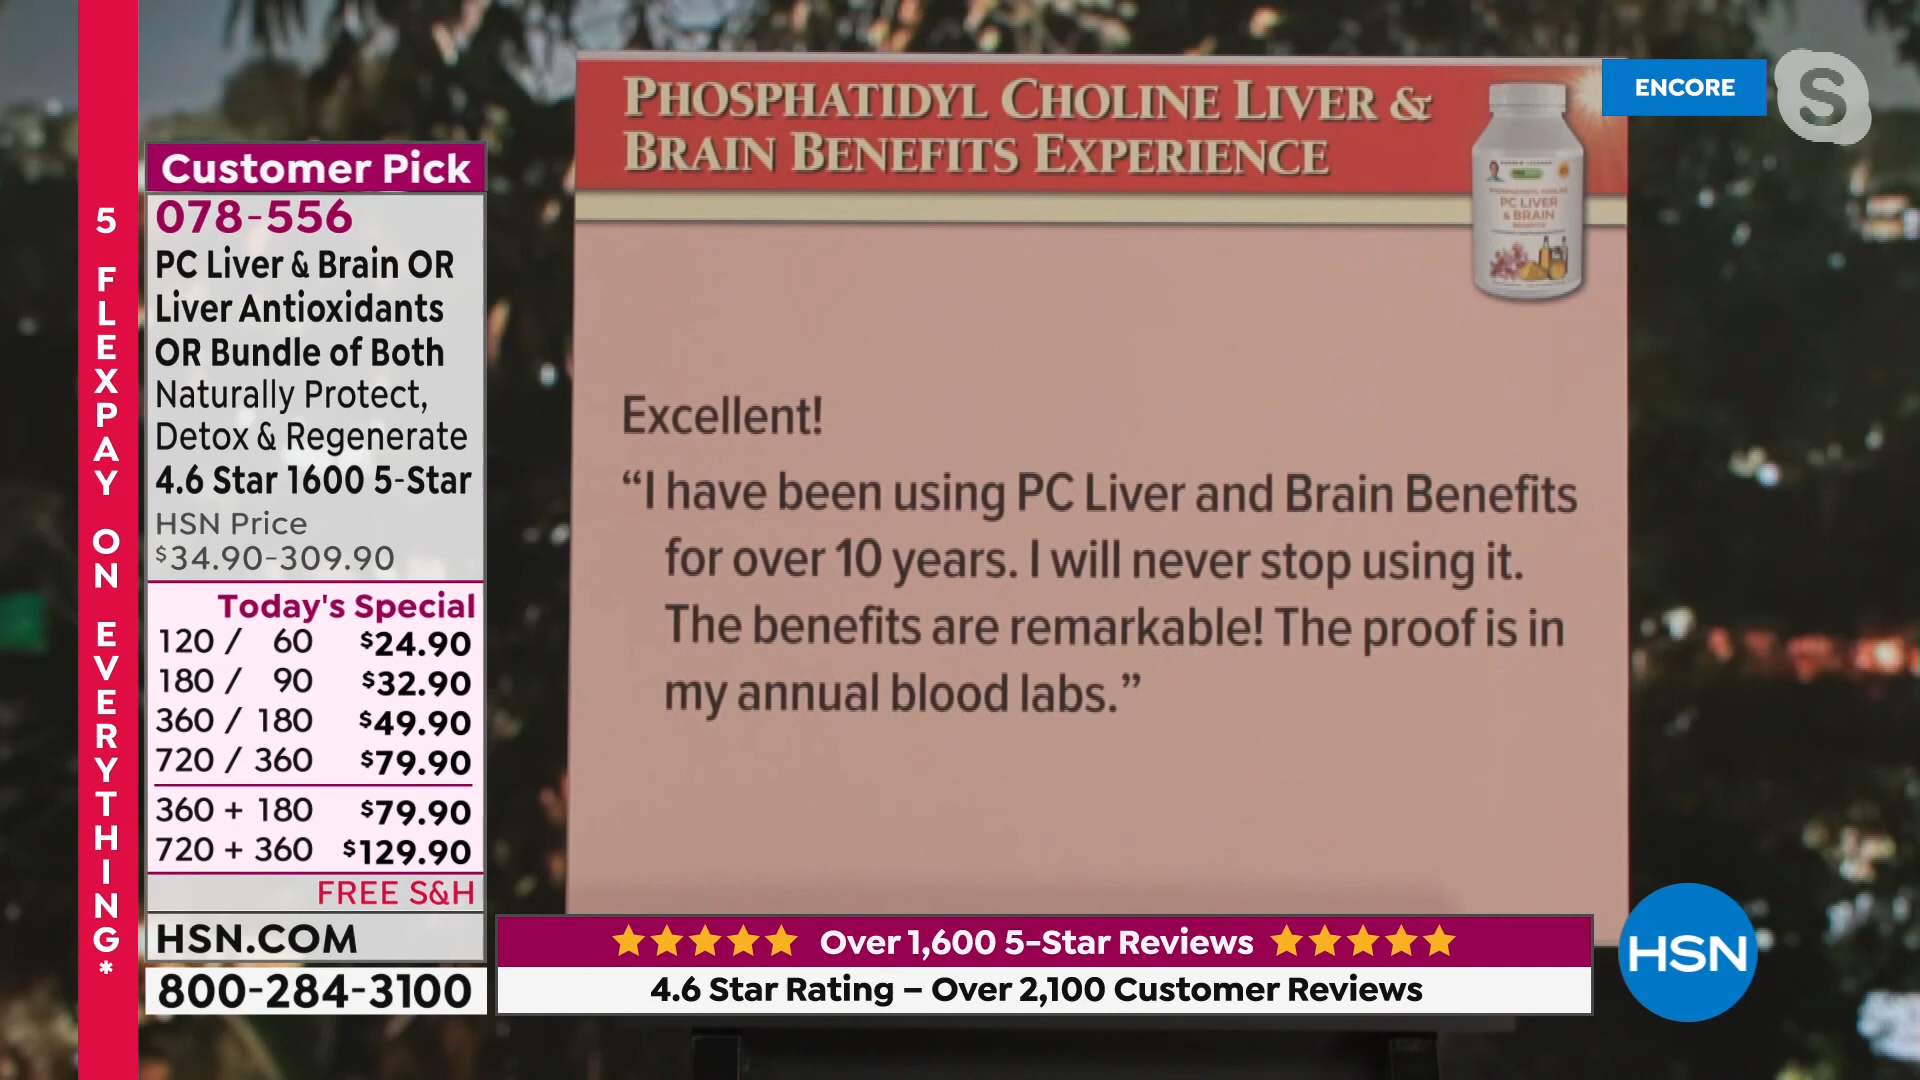 5 FLEXPAY ON EVERYTHING*
Customer Pick
078-556
PC Liver & Brain OR
Liver Antioxidants
OR Bundle of Both
Naturally Protect,
Detox & Regenerate
4.6 Star 1600 5-Star
HSN Price
$34.90-309.90
Today's Special
120 / 60 $24.90
180 / 90 $32.90
360 / 180 $49.90
720 / 360 $79.90
360 + 180 $79.90
720 + 360 $129.90
FREE S&H
HSN.COM
800-284-3100
PHOSPHATIDYL CHOLINE LIVER &
BRAIN BENEFITS EXPERIENCE
PC LIVER
& BRAIN
ENCORE
S
Excellent!
“I have been using PC Liver and Brain Benefits
for over 10 years. I will never stop using it.
The benefits are remarkable! The proof is in
my annual blood labs.”
Over 1,600 5-Star Reviews
4.6 Star Rating – Over 2,100 Customer Reviews
HSN